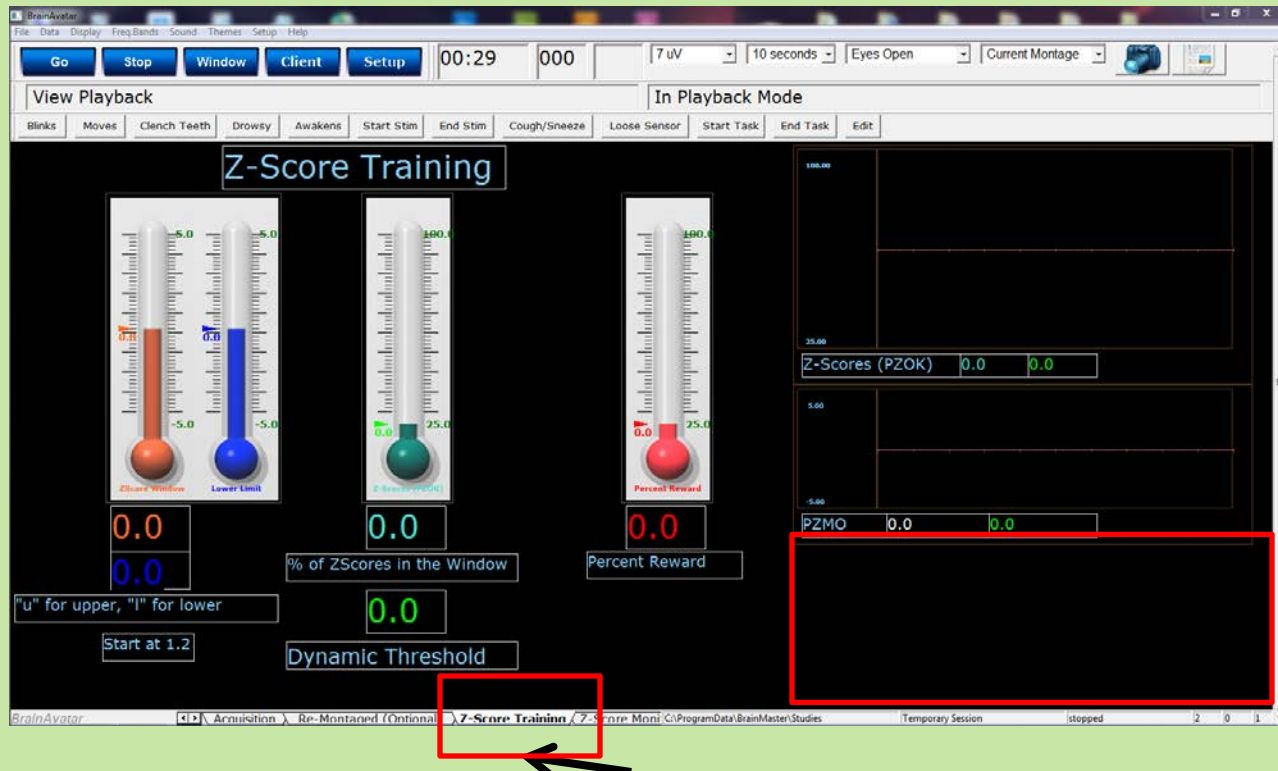 BrainAvatar
File Data Display Freq.Bands Sound Themes Setup Help
Go Stop Window Client Setup 00:29 000 7 uV 10 seconds Eyes Open Current Montage
View Playback In Playback Mode
Blinks Moves Clench Teeth Drowsy Awakens Start Stim End Stim Cough/Sneeze Loose Sensor Start Task End Task Edit
Z-Score Training
5.0 5.0 100.0 100.0
0.0 0.0
-5.0 -5.0 0.0 25.0 0.0 25.0
ZScore Window Lower Limit Z-Scores (PZOK) Percent Reward
0.0 0.0 0.0
0.0
% of ZScores in the Window
Percent Reward
"u" for upper, "l" for lower
0.0
Start at 1.2
Dynamic Threshold
100.00
25.00
Z-Scores (PZOK) 0.0 0.0
5.00
-5.00
PZMO 0.0 0.0
BrainAvatar Acquisition Re-Montaged (Optional Z-Score Training Z-Score Moni C:\ProgramData\BrainMaster\Studies Temporary Session stopped 2 0 1